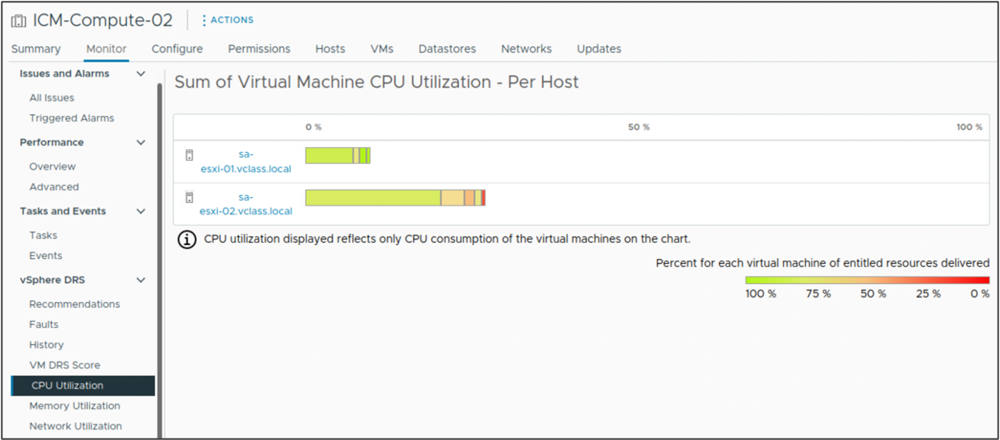 ICM-Compute-02
ACTIONS
Summary Monitor Configure Permissions Hosts VMs Datastores Networks Updates
Issues and Alarms
All Issues
Triggered Alarms
Performance
Overview
Advanced
Tasks and Events
Tasks
Events
vSphere DRS
Recommendations
Faults
History
VM DRS Score
CPU Utilization
Memory Utilization
Network Utilization
Sum of Virtual Machine CPU Utilization - Per Host
0 % 50 % 100 %
sa-
esxi-01.vclass.local
sa-
esxi-02.vclass.local
CPU utilization displayed reflects only CPU consumption of the virtual machines on the chart.
Percent for each virtual machine of entitled resources delivered
100 % 75 % 50 % 25 % 0 %